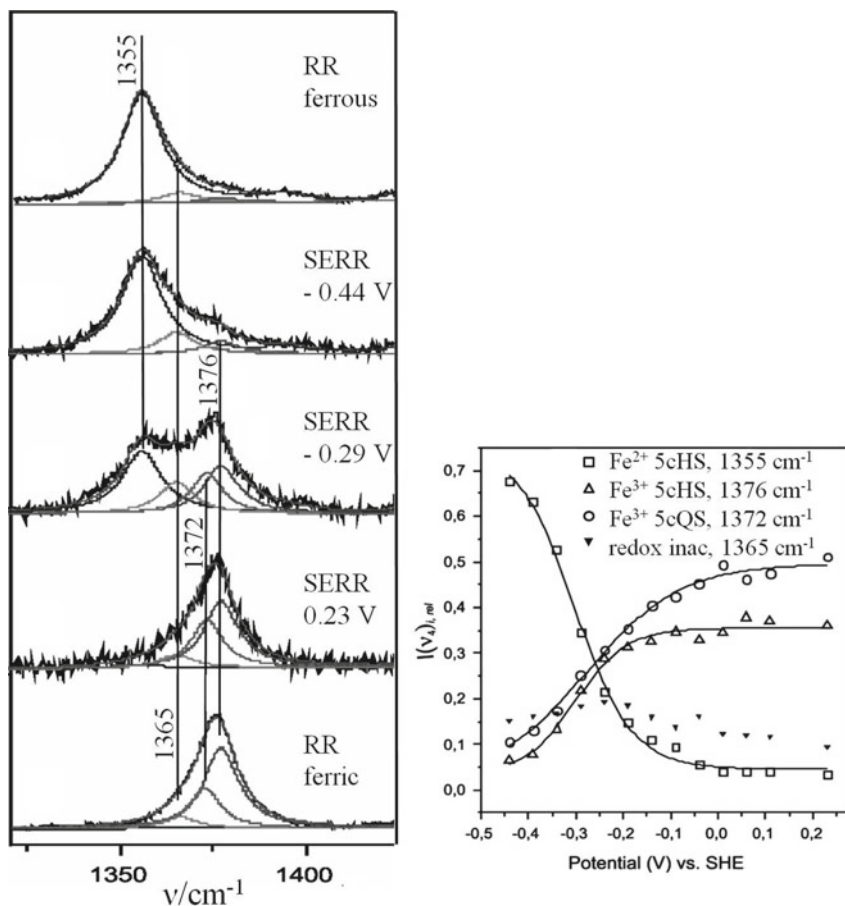 1355
RR
ferrous
SERR
- 0.44 V
1376
SERR
- 0.29 V
1372
SERR
0.23 V
1365
RR
ferric
1350
1400
ν/cm⁻¹
0,7
0,6
0,5
0,4
0,3
0,2
0,1
0,0
I(ν₄)i, rel
Fe²⁺ 5cHS, 1355 cm⁻¹
Fe³⁺ 5cHS, 1376 cm⁻¹
Fe³⁺ 5cQS, 1372 cm⁻¹
redox inac, 1365 cm⁻¹
-0,5 -0,4 -0,3 -0,2 -0,1 0,0 0,1 0,2
Potential (V) vs. SHE